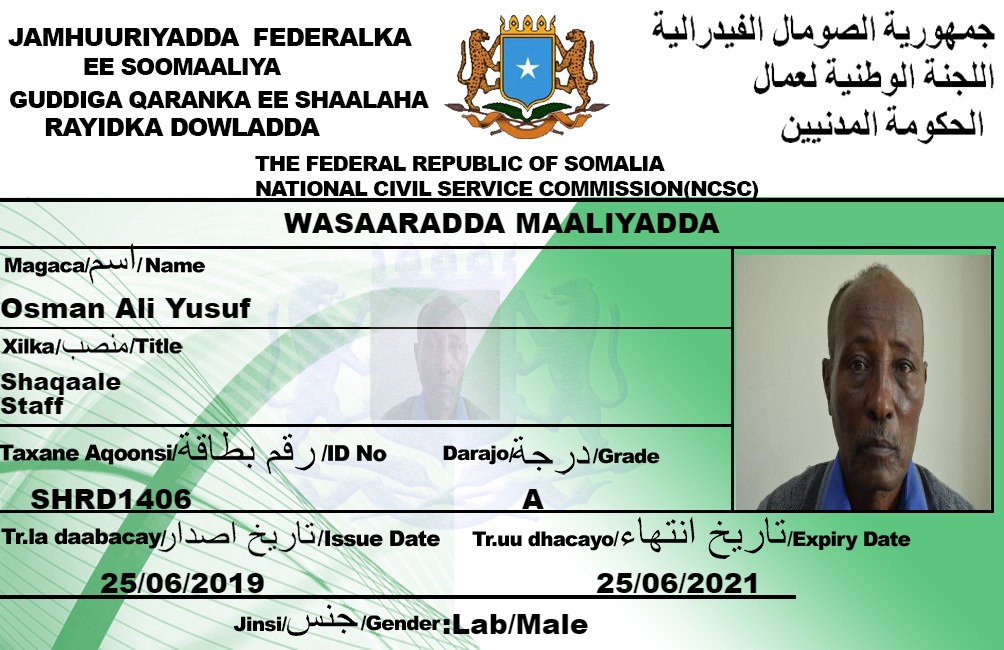 JAMHUURIYADDA FEDERALKA
EE SOOMAALIYA
GUDDIGA QARANKA EE SHAALAHA
RAYIDKA DOWLADDA
جمهورية الصومال الفيدرالية
اللجنة الوطنية لعمال
الحكومة المدنيين
THE FEDERAL REPUBLIC OF SOMALIA
NATIONAL CIVIL SERVICE COMMISSION(NCSC)
WASAARADDA MAALIYADDA
Magaca/اسم/Name
Osman Ali Yusuf
Xilka/منصب/Title
Shaqaale
Staff
Taxane Aqoonsi/رقم بطاقة/ID No
Darajo/درجة/Grade
SHRD1406
A
Tr.la daabacay/تاريخ اصدار/Issue Date
Tr.uu dhacayo/تاريخ انتهاء/Expiry Date
25/06/2019
25/06/2021
Jinsi/جنس/Gender:Lab/Male